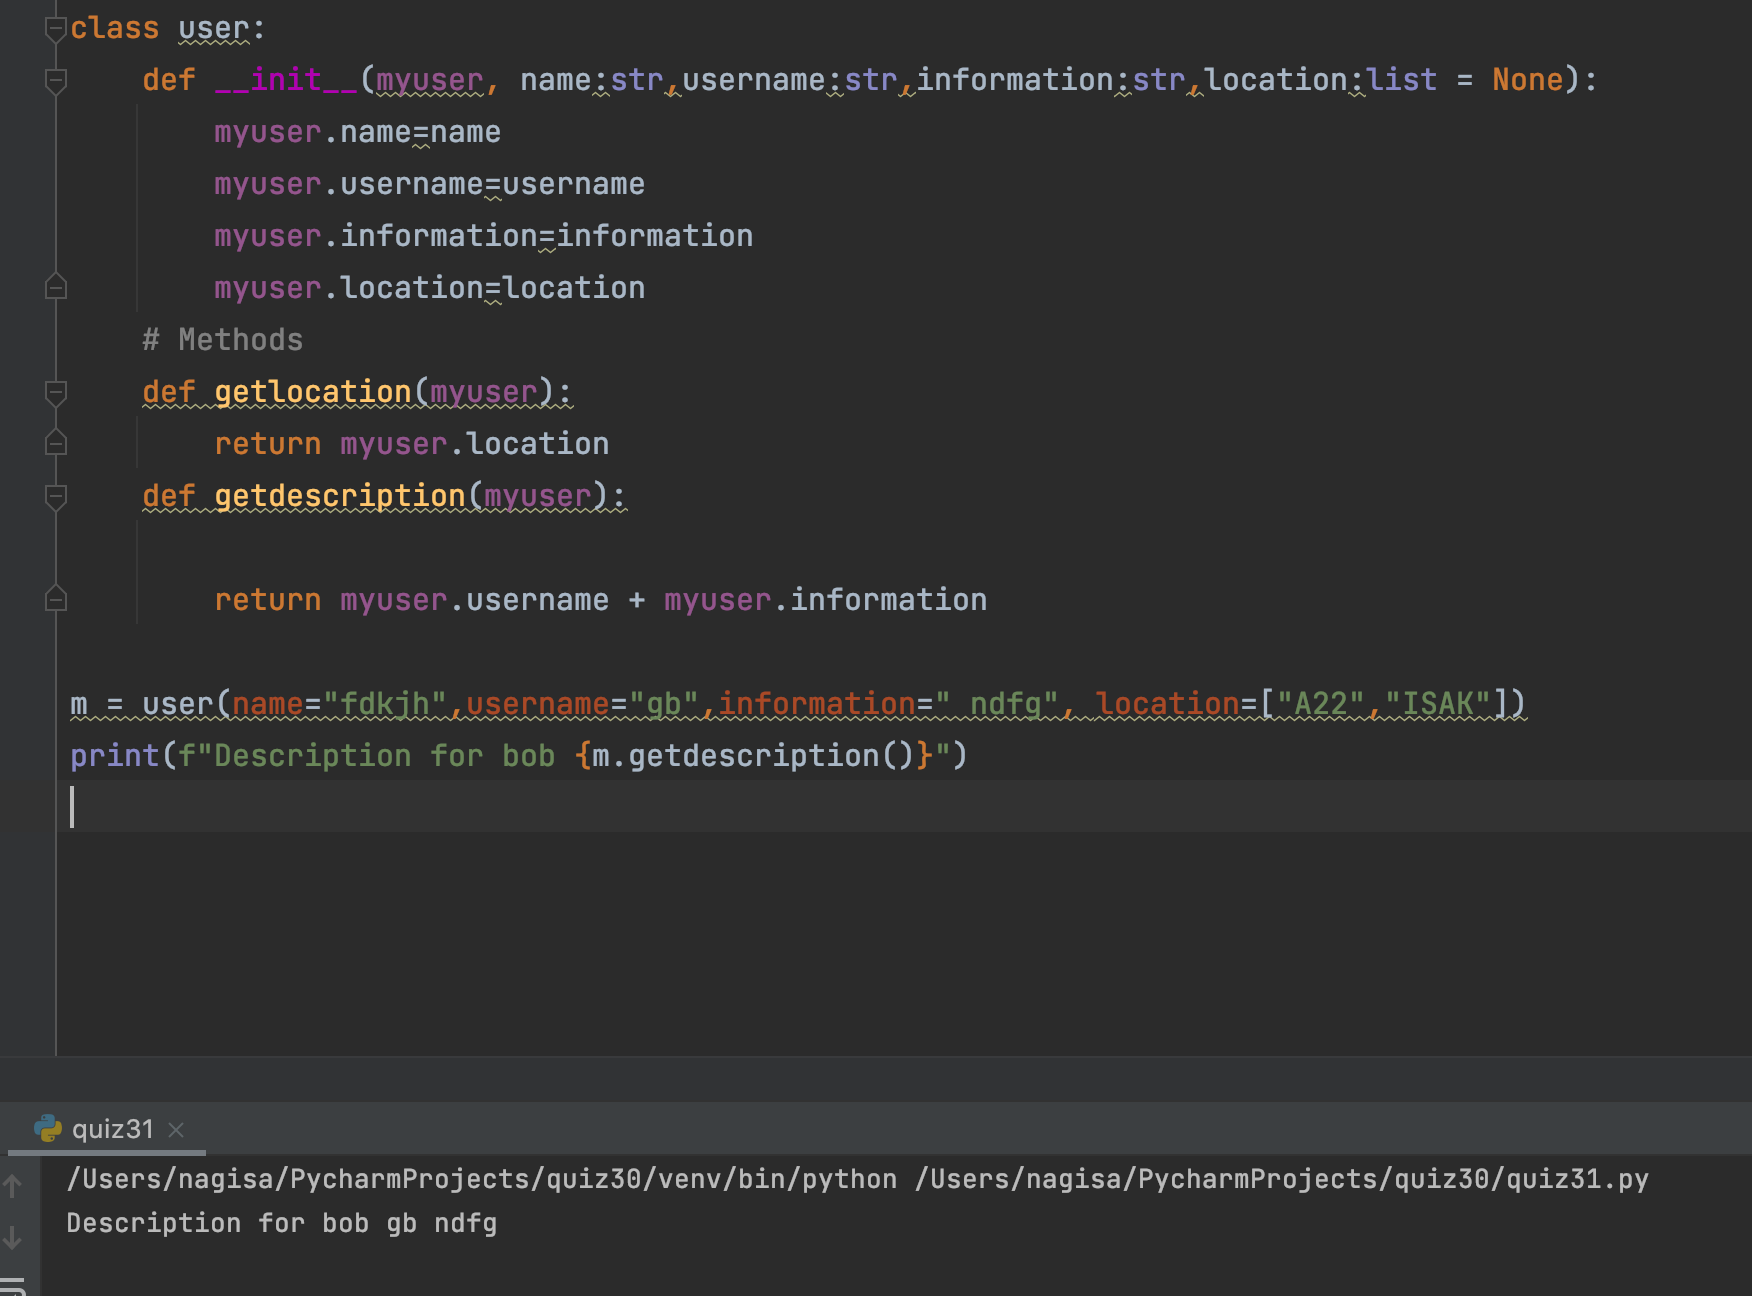 class user:
    def __init__(myuser, name:str,username:str,information:str,location:list = None):
        myuser.name=name
        myuser.username=username
        myuser.information=information
        myuser.location=location
    # Methods
    def getlocation(myuser):
        return myuser.location
    def getdescription(myuser):
        return myuser.username + myuser.information
m = user(name="fdkjh",username="gb",information=" ndfg", location=["A22","ISAK"])
print(f"Description for bob {m.getdescription()}")
quiz31
/Users/nagisa/PycharmProjects/quiz30/venv/bin/python /Users/nagisa/PycharmProjects/quiz30/quiz31.py
Description for bob gb ndfg